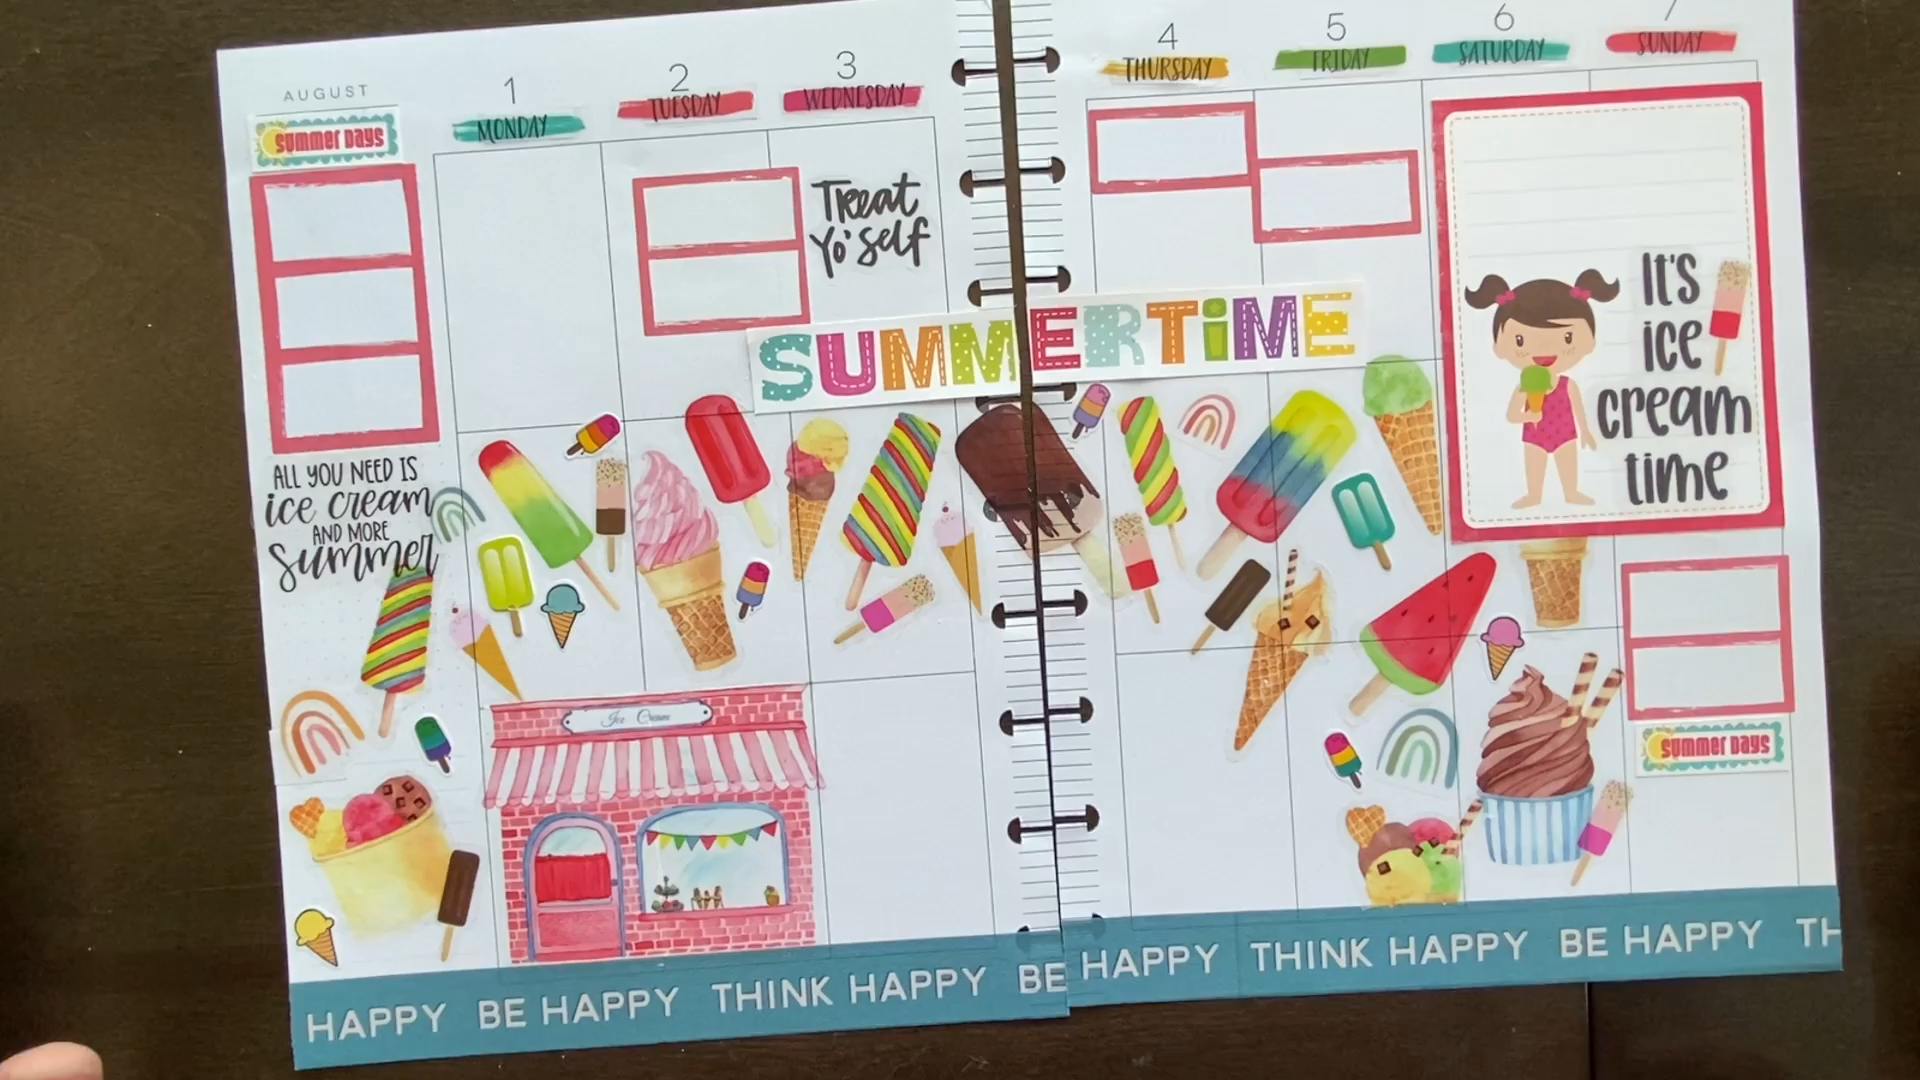 AUGUST
1
2
3
4
5
6
7
MONDAY
TUESDAY
WEDNESDAY
THURSDAY
FRIDAY
SATURDAY
SUNDAY
SUMMER DAYS
Treat
Yo' Self
SUMMERTIME
It's
ice
cream
time
ALL YOU NEED IS
ice cream
AND MORE
Summer
Ice Cream
SUMMER DAYS
HAPPY BE HAPPY THINK HAPPY BE
HAPPY THINK HAPPY BE HAPPY TH